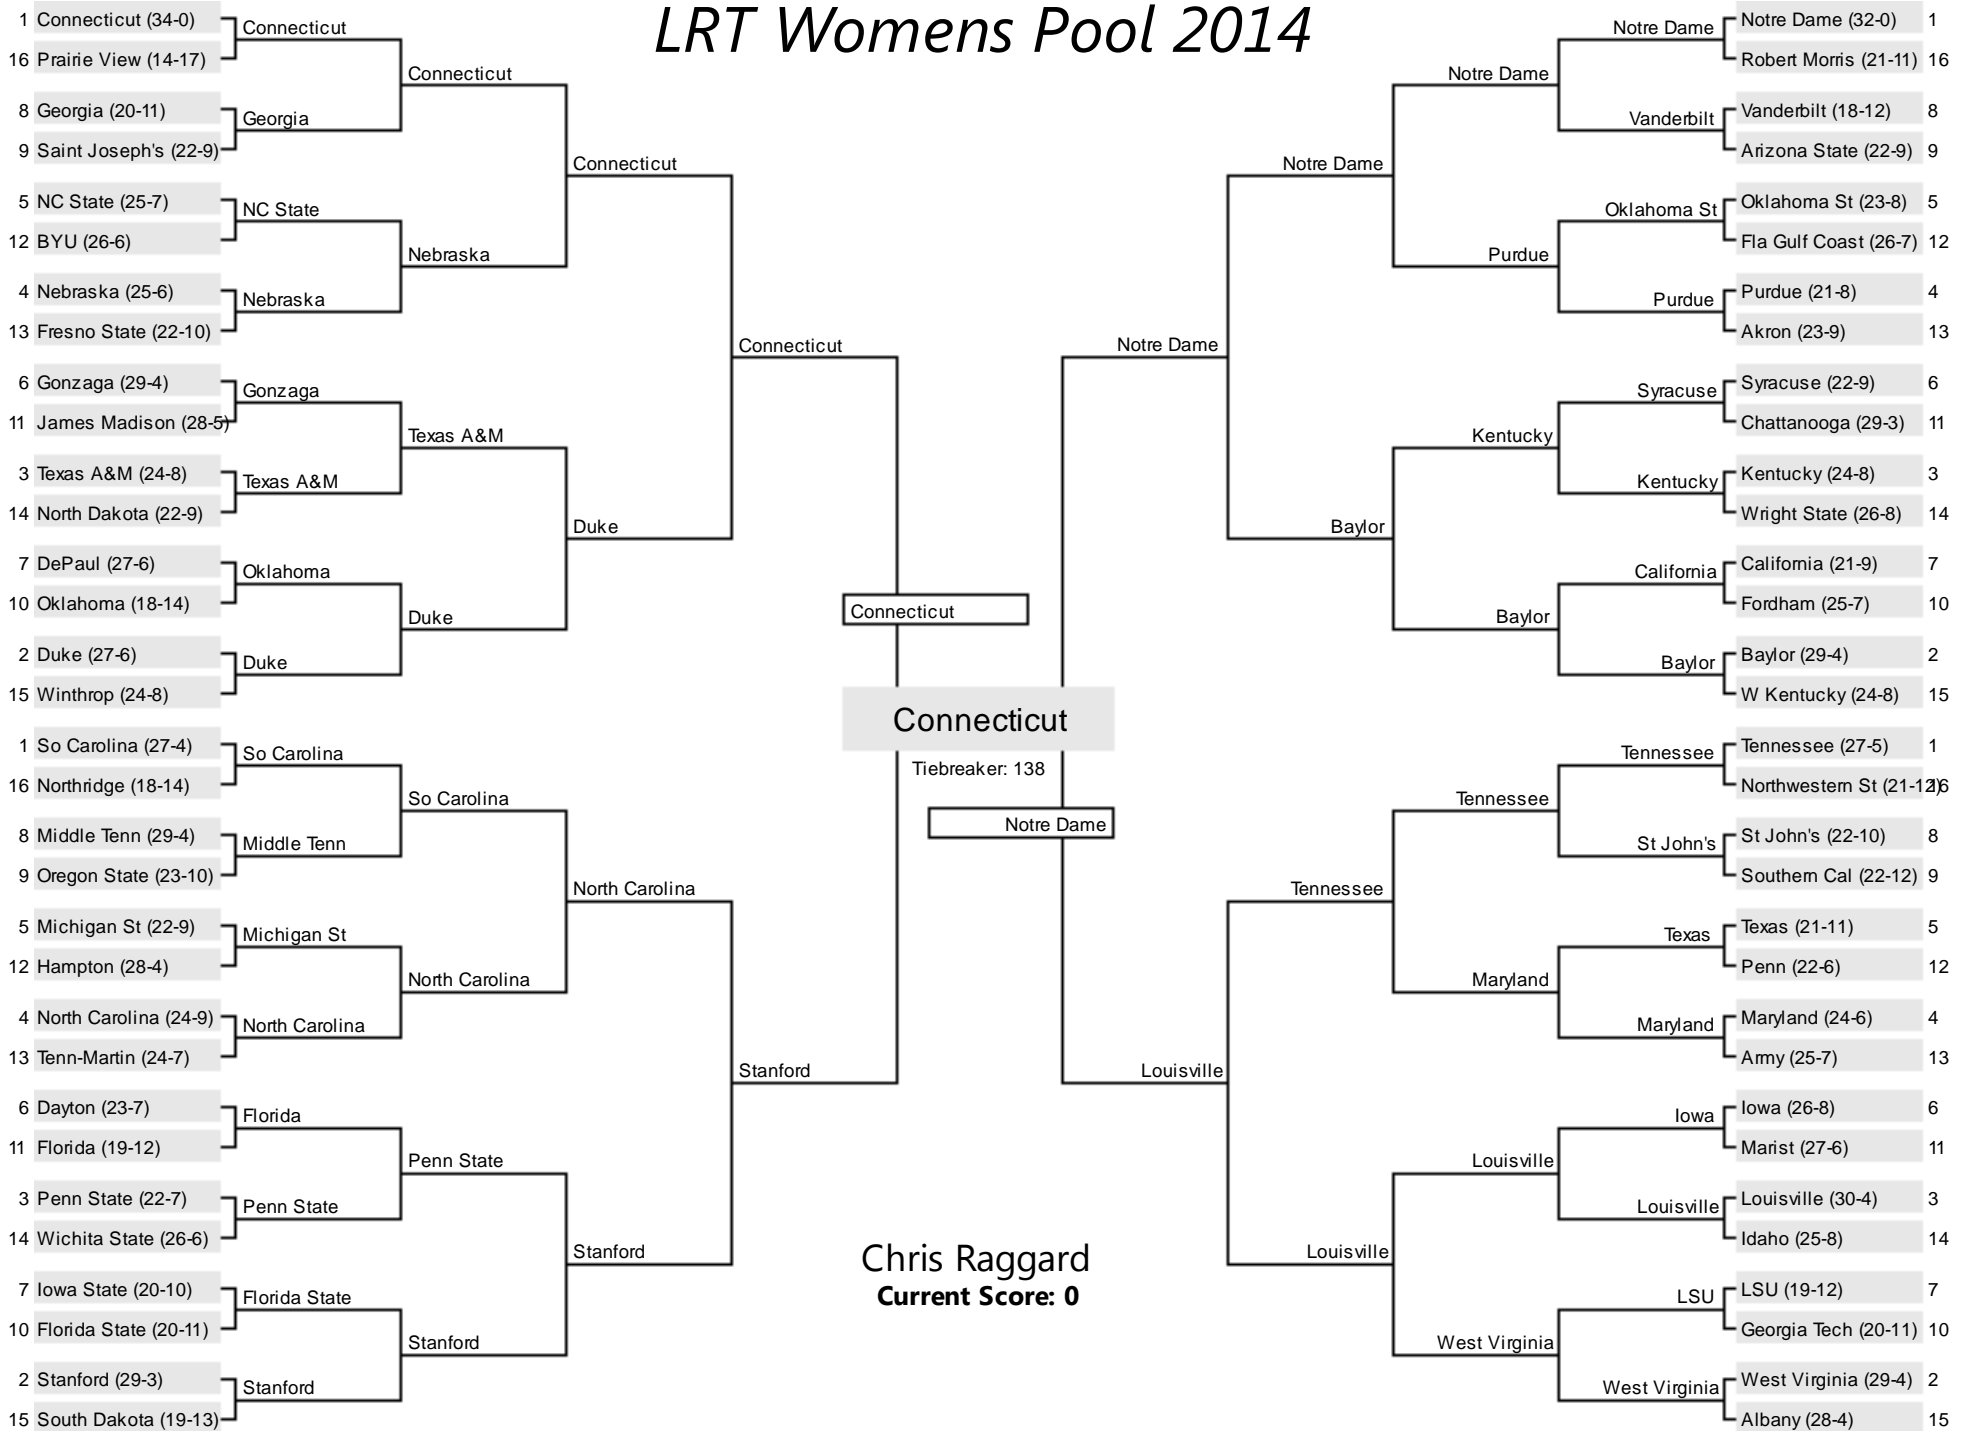 LRT Womens Pool 2014
1 Connecticut (34-0)
16 Prairie View (14-17)
8 Georgia (20-11)
9 Saint Joseph's (22-9)
5 NC State (25-7)
12 BYU (26-6)
4 Nebraska (25-6)
13 Fresno State (22-10)
6 Gonzaga (29-4)
11 James Madison (28-5)
3 Texas A&M (24-8)
14 North Dakota (22-9)
7 DePaul (27-6)
10 Oklahoma (18-14)
2 Duke (27-6)
15 Winthrop (24-8)
1 So Carolina (27-4)
16 Northridge (18-14)
8 Middle Tenn (29-4)
9 Oregon State (23-10)
5 Michigan St (22-9)
12 Hampton (28-4)
4 North Carolina (24-9)
13 Tenn-Martin (24-7)
6 Dayton (23-7)
11 Florida (19-12)
3 Penn State (22-7)
14 Wichita State (26-6)
7 Iowa State (20-10)
10 Florida State (20-11)
2 Stanford (29-3)
15 South Dakota (19-13)
Connecticut
Georgia
NC State
Nebraska
Gonzaga
Texas A&M
Oklahoma
Duke
So Carolina
Middle Tenn
Michigan St
North Carolina
Florida
Penn State
Florida State
Stanford
Connecticut
Nebraska
Texas A&M
Duke
So Carolina
North Carolina
Penn State
Stanford
Connecticut
Duke
North Carolina
Stanford
Connecticut
Stanford
Connecticut
Connecticut
Tiebreaker: 138
Notre Dame
Chris Raggard
Current Score: 0
Notre Dame
Louisville
Notre Dame
Baylor
Tennessee
Louisville
Notre Dame
Purdue
Kentucky
Baylor
Tennessee
Maryland
Louisville
West Virginia
Notre Dame
Vanderbilt
Oklahoma St
Purdue
Syracuse
Kentucky
California
Baylor
Tennessee
St John's
Texas
Maryland
Iowa
Louisville
LSU
West Virginia
Notre Dame (32-0) 1
Robert Morris (21-11) 16
Vanderbilt (18-12) 8
Arizona State (22-9) 9
Oklahoma St (23-8) 5
Fla Gulf Coast (26-7) 12
Purdue (21-8) 4
Akron (23-9) 13
Syracuse (22-9) 6
Chattanooga (29-3) 11
Kentucky (24-8) 3
Wright State (26-8) 14
California (21-9) 7
Fordham (25-7) 10
Baylor (29-4) 2
W Kentucky (24-8) 15
Tennessee (27-5) 1
Northwestern St (21-12) 16
St John's (22-10) 8
Southern Cal (22-12) 9
Texas (21-11) 5
Penn (22-6) 12
Maryland (24-6) 4
Army (25-7) 13
Iowa (26-8) 6
Marist (27-6) 11
Louisville (30-4) 3
Idaho (25-8) 14
LSU (19-12) 7
Georgia Tech (20-11) 10
West Virginia (29-4) 2
Albany (28-4) 15